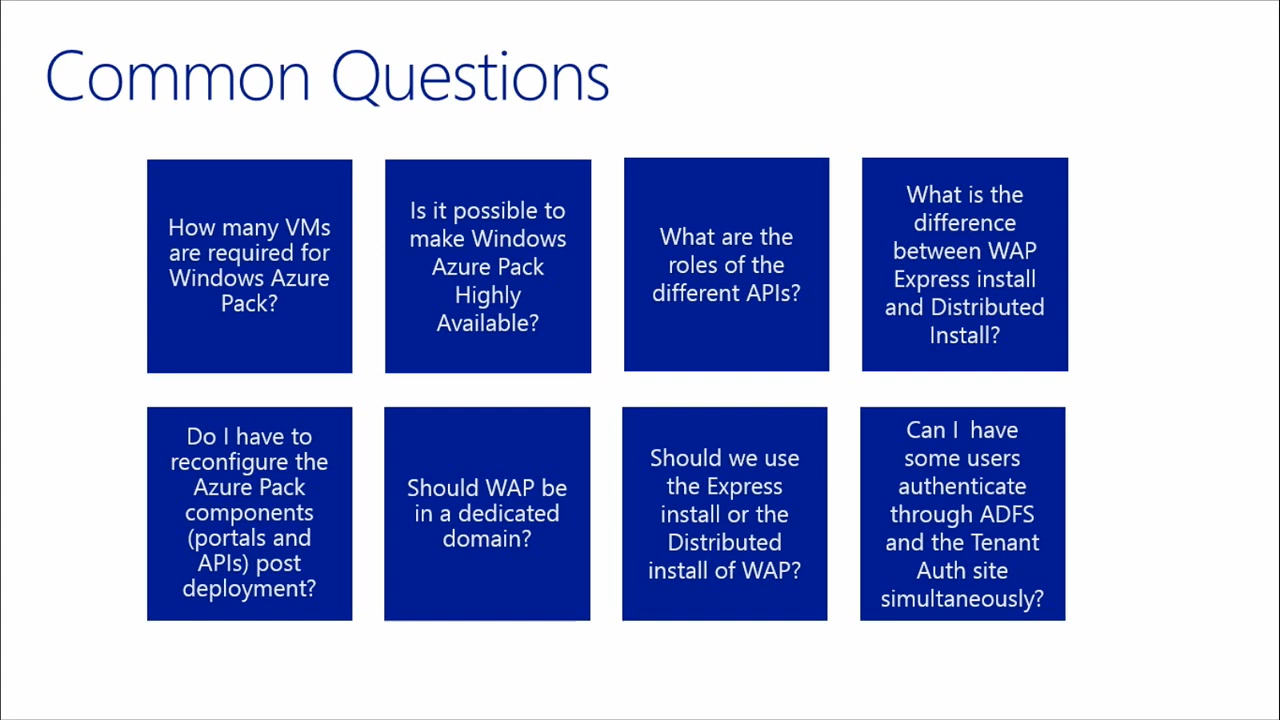 Common Questions
How many VMs
are required for
Windows Azure
Pack?
Is it possible to
make Windows
Azure Pack
Highly
Available?
What are the
roles of the
different APIs?
What is the
difference
between WAP
Express install
and Distributed
Install?
Do I have to
reconfigure the
Azure Pack
components
(portals and
APIs) post
deployment?
Should WAP be
in a dedicated
domain?
Should we use
the Express
install or the
Distributed
install of WAP?
Can I have
some users
authenticate
through ADFS
and the Tenant
Auth site
simultaneously?